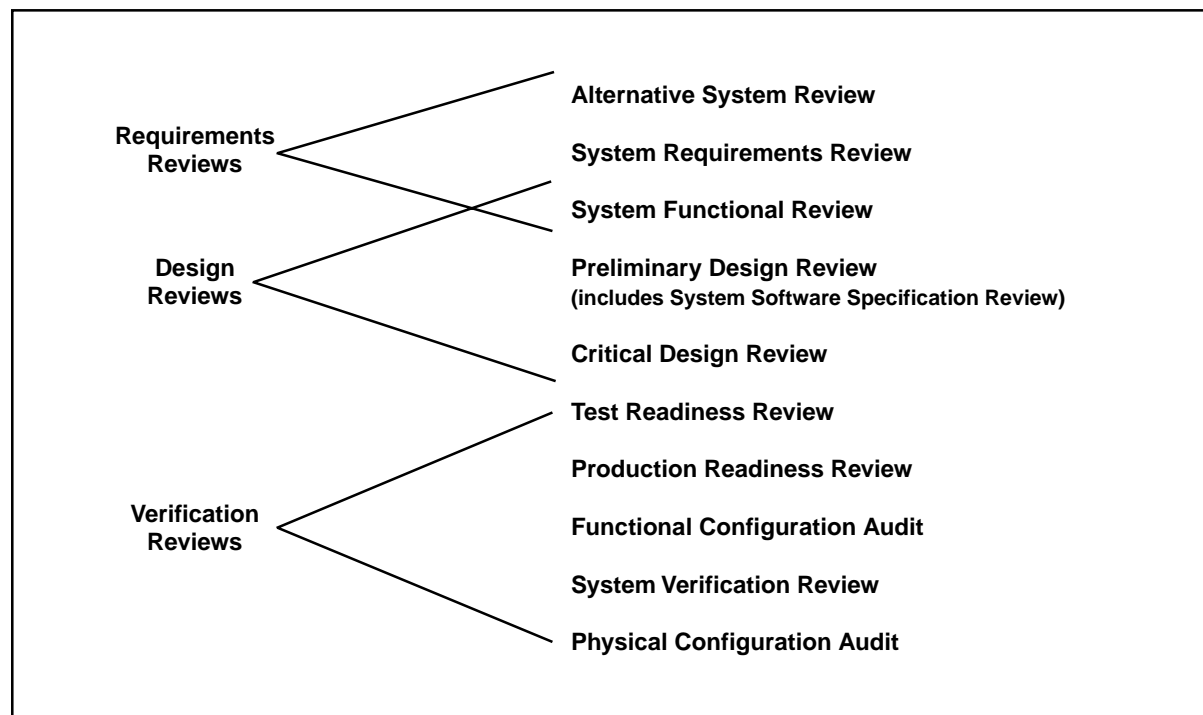 Requirements
Reviews
Design
Reviews
Verification
Reviews
Alternative System Review
System Requirements Review
System Functional Review
Preliminary Design Review
(includes System Software Specification Review)
Critical Design Review
Test Readiness Review
Production Readiness Review
Functional Configuration Audit
System Verification Review
Physical Configuration Audit